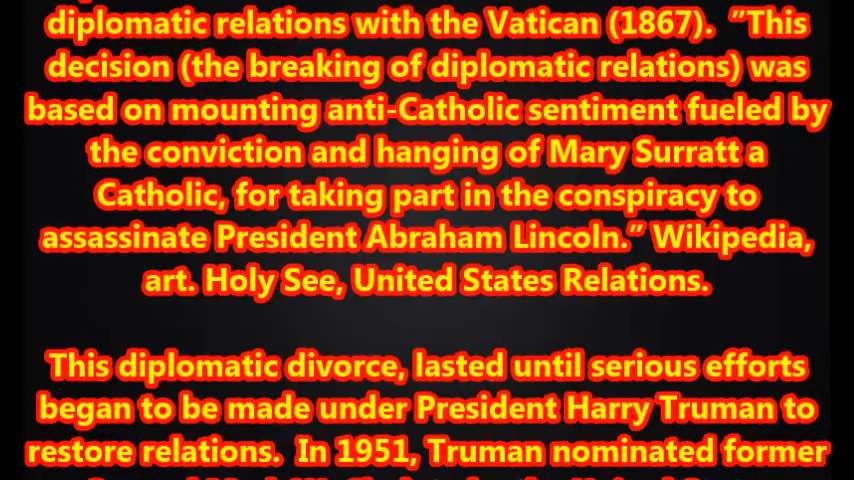 diplomatic relations with the Vatican (1867).  "This
decision (the breaking of diplomatic relations) was
based on mounting anti-Catholic sentiment fueled by
the conviction and hanging of Mary Surratt a
Catholic, for taking part in the conspiracy to
assassinate President Abraham Lincoln.” Wikipedia,
art. Holy See, United States Relations.
This diplomatic divorce, lasted until serious efforts
began to be made under President Harry Truman to
restore relations.  In 1951, Truman nominated former